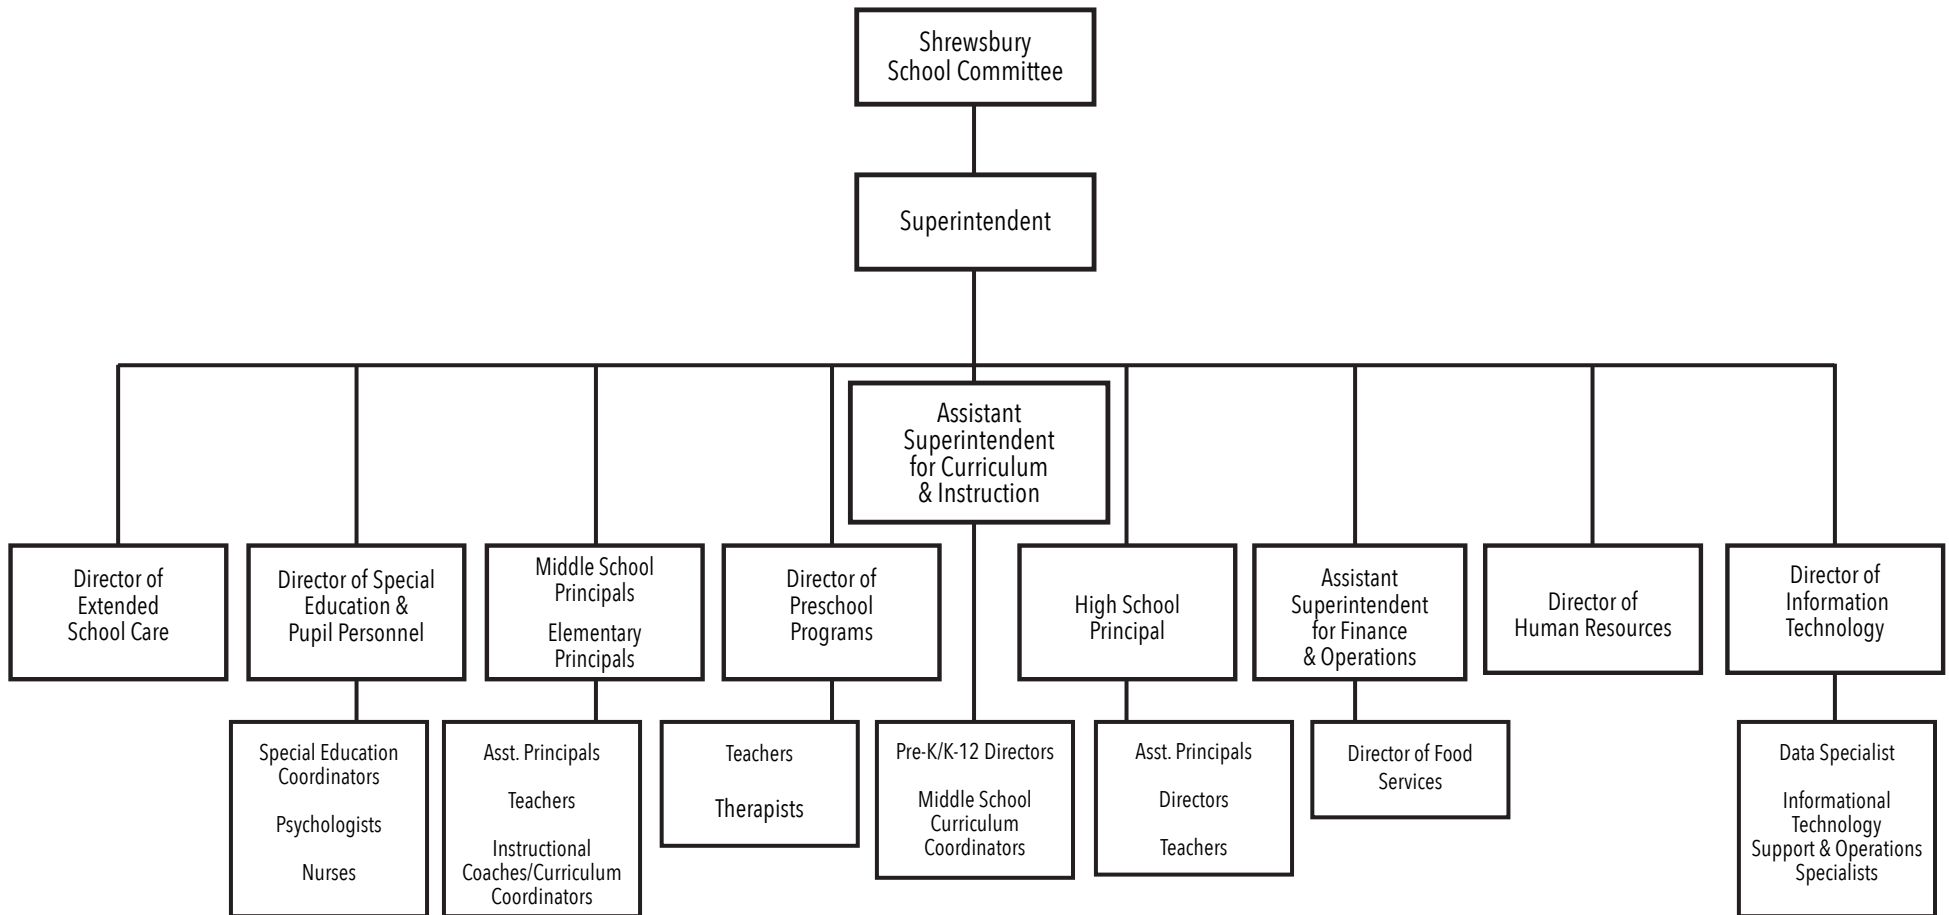 Shrewsbury
School Committee
Superintendent
Assistant
Superintendent
for Curriculum
& Instruction
Director of
Extended
School Care
Director of Special
Education &
Pupil Personnel
Middle School
Principals
Elementary
Principals
Director of
Preschool
Programs
High School
Principal
Assistant
Superintendent
for Finance
& Operations
Director of
Human Resources
Director of
Information
Technology
Special Education
Coordinators
Psychologists
Nurses
Asst. Principals
Teachers
Instructional
Coaches/Curriculum
Coordinators
Teachers
Therapists
Pre-K/K-12 Directors
Middle School
Curriculum
Coordinators
Asst. Principals
Directors
Teachers
Director of Food
Services
Data Specialist
Informational
Technology
Support & Operations
Specialists